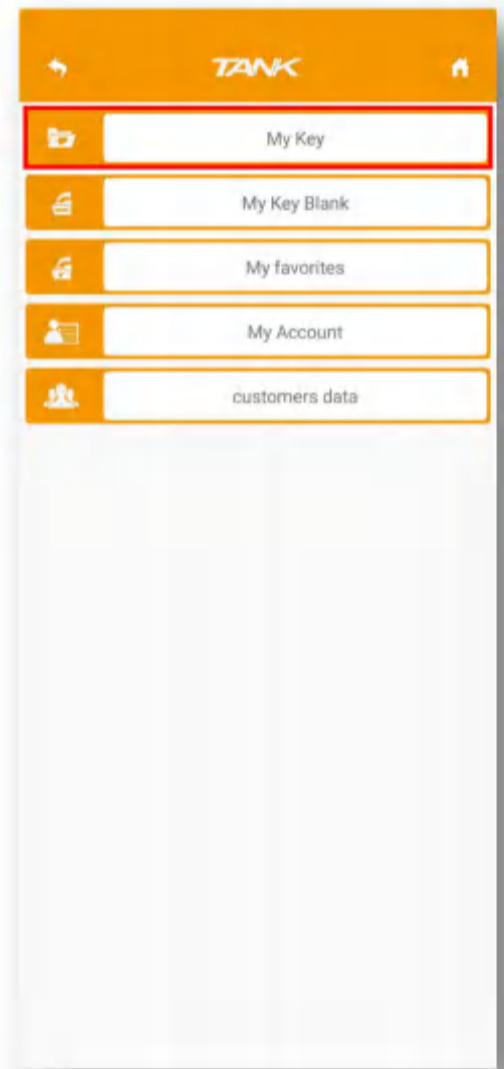 TANK
My Key
My Key Blank
My favorites
My Account
customers data